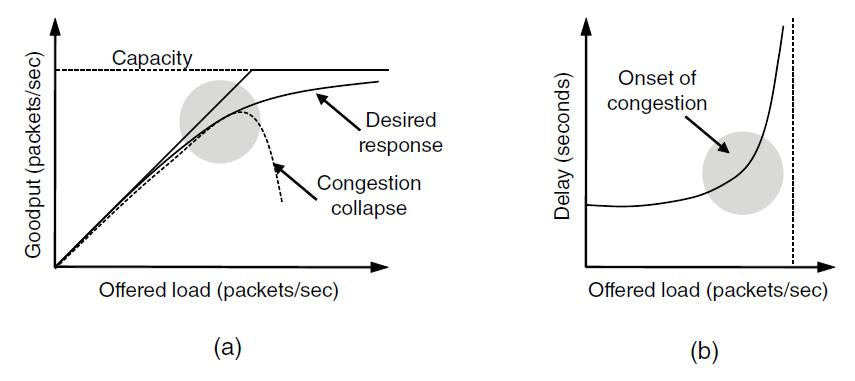 Capacity
Goodput (packets/sec)
Desired
response
Congestion
collapse
Offered load (packets/sec)
(a)
Onset of
congestion
Delay (seconds)
Offered load (packets/sec)
(b)